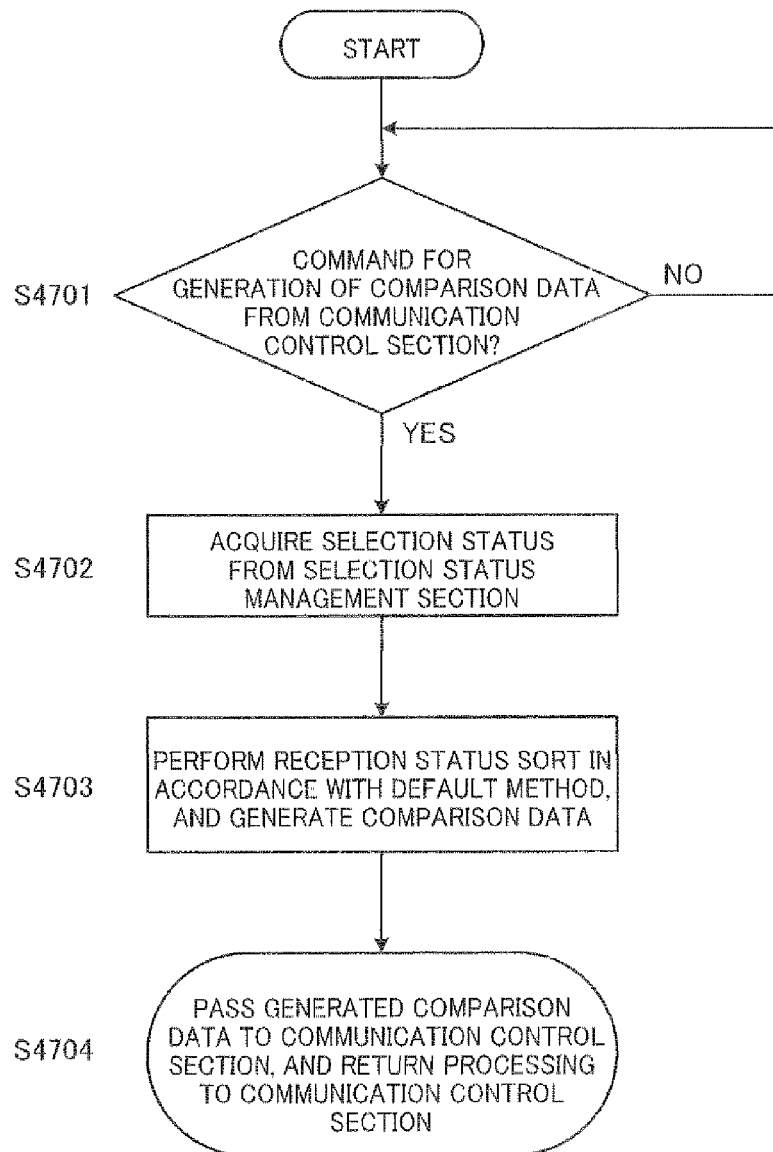 START
COMMAND FOR
GENERATION OF COMPARISON DATA
FROM COMMUNICATION
CONTROL SECTION?
S4701
NO
YES
S4702
ACQUIRE SELECTION STATUS
FROM SELECTION STATUS
MANAGEMENT SECTION
S4703
PERFORM RECEPTION STATUS SORT IN
ACCORDANCE WITH DEFAULT METHOD,
AND GENERATE COMPARISON DATA
S4704
PASS GENERATED COMPARISON
DATA TO COMMUNICATION CONTROL
SECTION, AND RETURN PROCESSING
TO COMMUNICATION CONTROL
SECTION